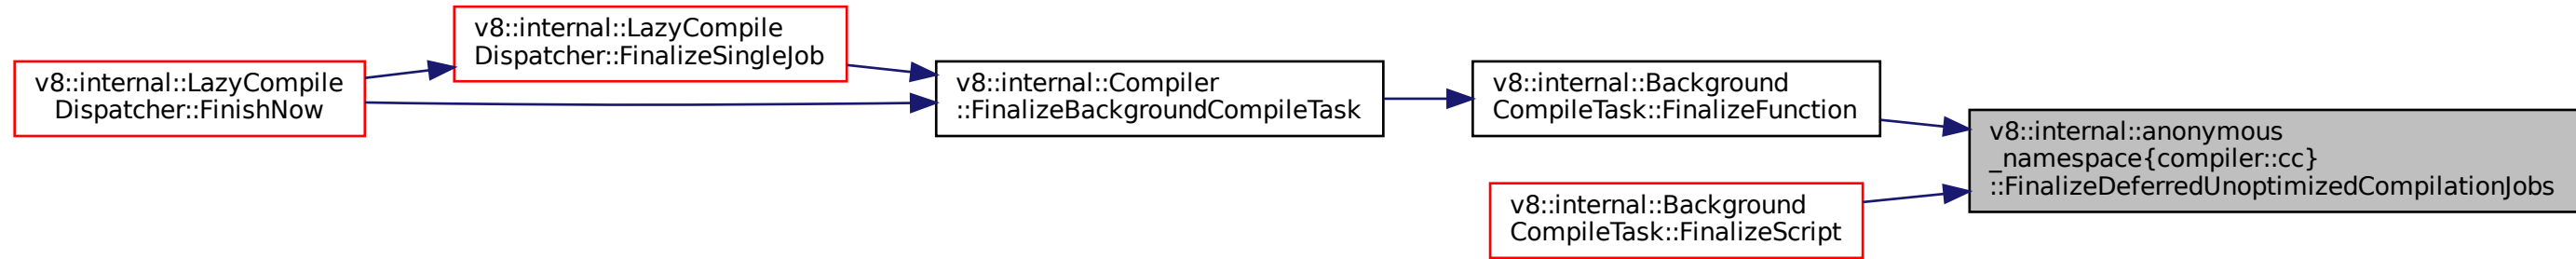 v8::internal::LazyCompile
Dispatcher::FinishNow
v8::internal::LazyCompile
Dispatcher::FinalizeSingleJob
v8::internal::Compiler
::FinalizeBackgroundCompileTask
v8::internal::Background
CompileTask::FinalizeFunction
v8::internal::Background
CompileTask::FinalizeScript
v8::internal::anonymous
_namespace{compiler::cc}
::FinalizeDeferredUnoptimizedCompilationJobs